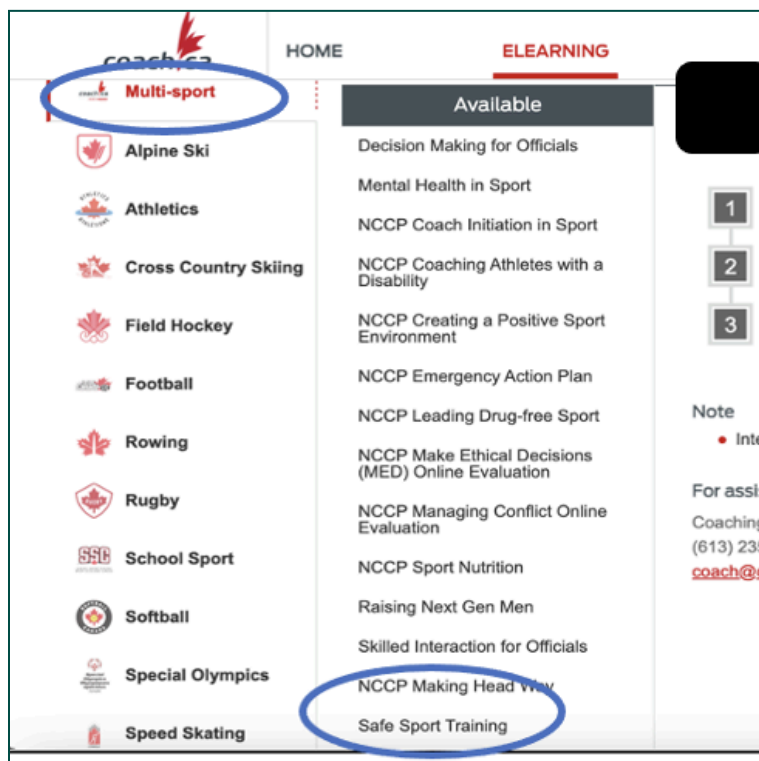 coach.ca
HOME
ELEARNING
Multi-sport
Alpine Ski
Athletics
Cross Country Skiing
Field Hockey
Football
Rowing
Rugby
School Sport
Softball
Special Olympics
Speed Skating
Available
Decision Making for Officials
Mental Health in Sport
NCCP Coach Initiation in Sport
NCCP Coaching Athletes with a
Disability
NCCP Creating a Positive Sport
Environment
NCCP Emergency Action Plan
NCCP Leading Drug-free Sport
NCCP Make Ethical Decisions
(MED) Online Evaluation
NCCP Managing Conflict Online
Evaluation
NCCP Sport Nutrition
Raising Next Gen Men
Skilled Interaction for Officials
NCCP Making Head Way
Safe Sport Training
1
2
3
Note
Inte
For assi
Coaching
(613) 235
coach@